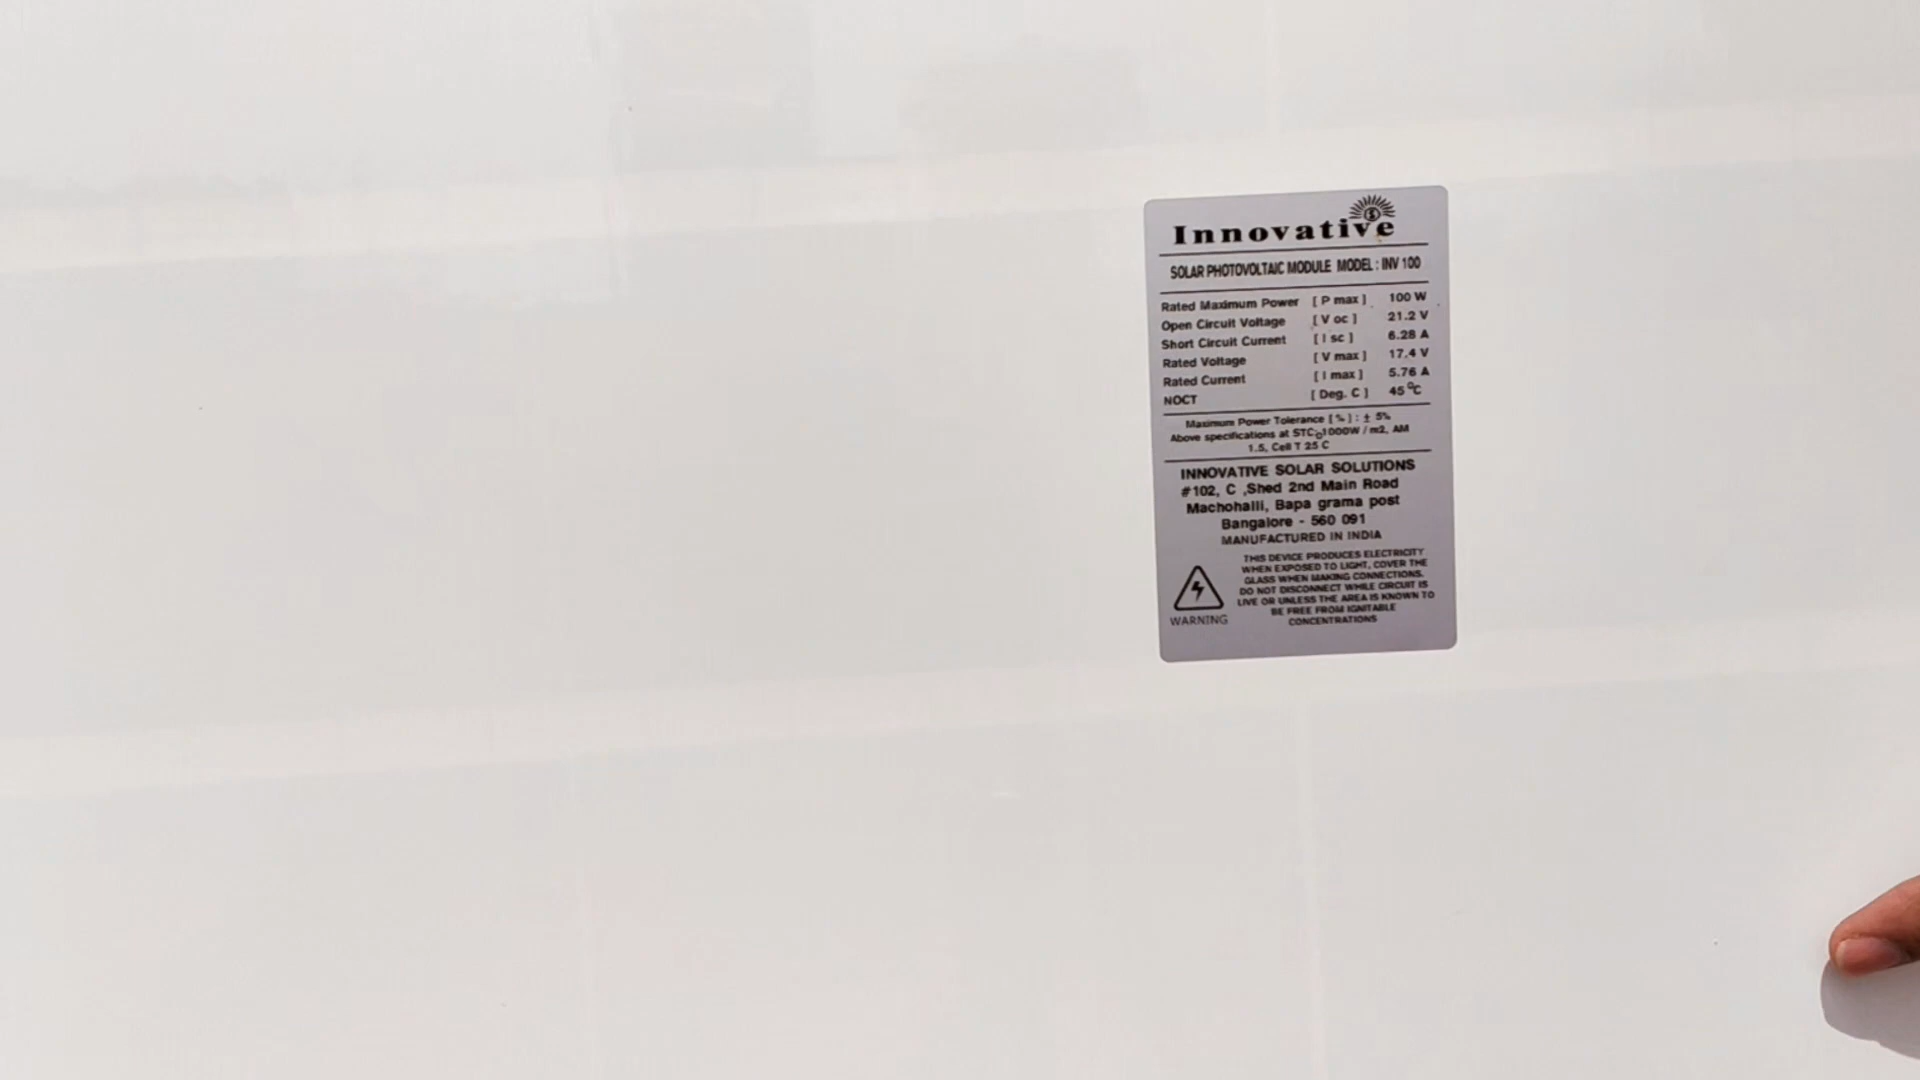 Innovative
SOLAR PHOTOVOLTAIC MODULE MODEL : INV 100
Rated Maximum Power [ P max ] 100 W
Open Circuit Voltage [ V oc ] 21.2 V
Short Circuit Current [ I sc ] 6.28 A
Rated Voltage [ V max ] 17.4 V
Rated Current [ I max ] 5.76 A
NOCT [ Deg. C ] 45 °C
Maximum Power Tolerance [ % ] : ± 5%
Above specifications at STC: 1000W / m2, AM
1.5, Cell T 25 C
INNOVATIVE SOLAR SOLUTIONS
#102, C ,Shed 2nd Main Road
Machohalli, Bapa grama post
Bangalore - 560 091
MANUFACTURED IN INDIA
THIS DEVICE PRODUCES ELECTRICITY
WHEN EXPOSED TO LIGHT, COVER THE
GLASS WHEN MAKING CONNECTIONS.
DO NOT DISCONNECT WHILE CIRCUIT IS
LIVE OR UNLESS THE AREA IS KNOWN TO
BE FREE FROM IGNITABLE
CONCENTRATIONS
WARNING